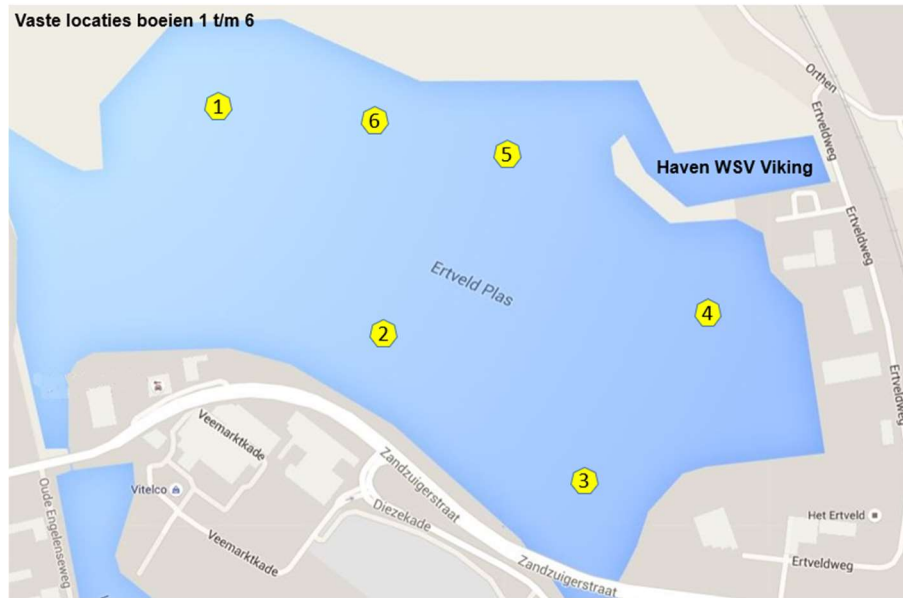 Vaste locaties boeien 1 t/m 6
Orthen
Ertveldweg
1
6
5
Haven WSV Viking
Ertveldweg
Ertveld Plas
4
2
Ertveldweg
Veemarktkade
Zandzuigerstraat
3
Vitelco
Oude Engelenseweg
Diezekade
Het Ertveld
Veemarktkade
Zandzuigerstraat
Ertveldweg